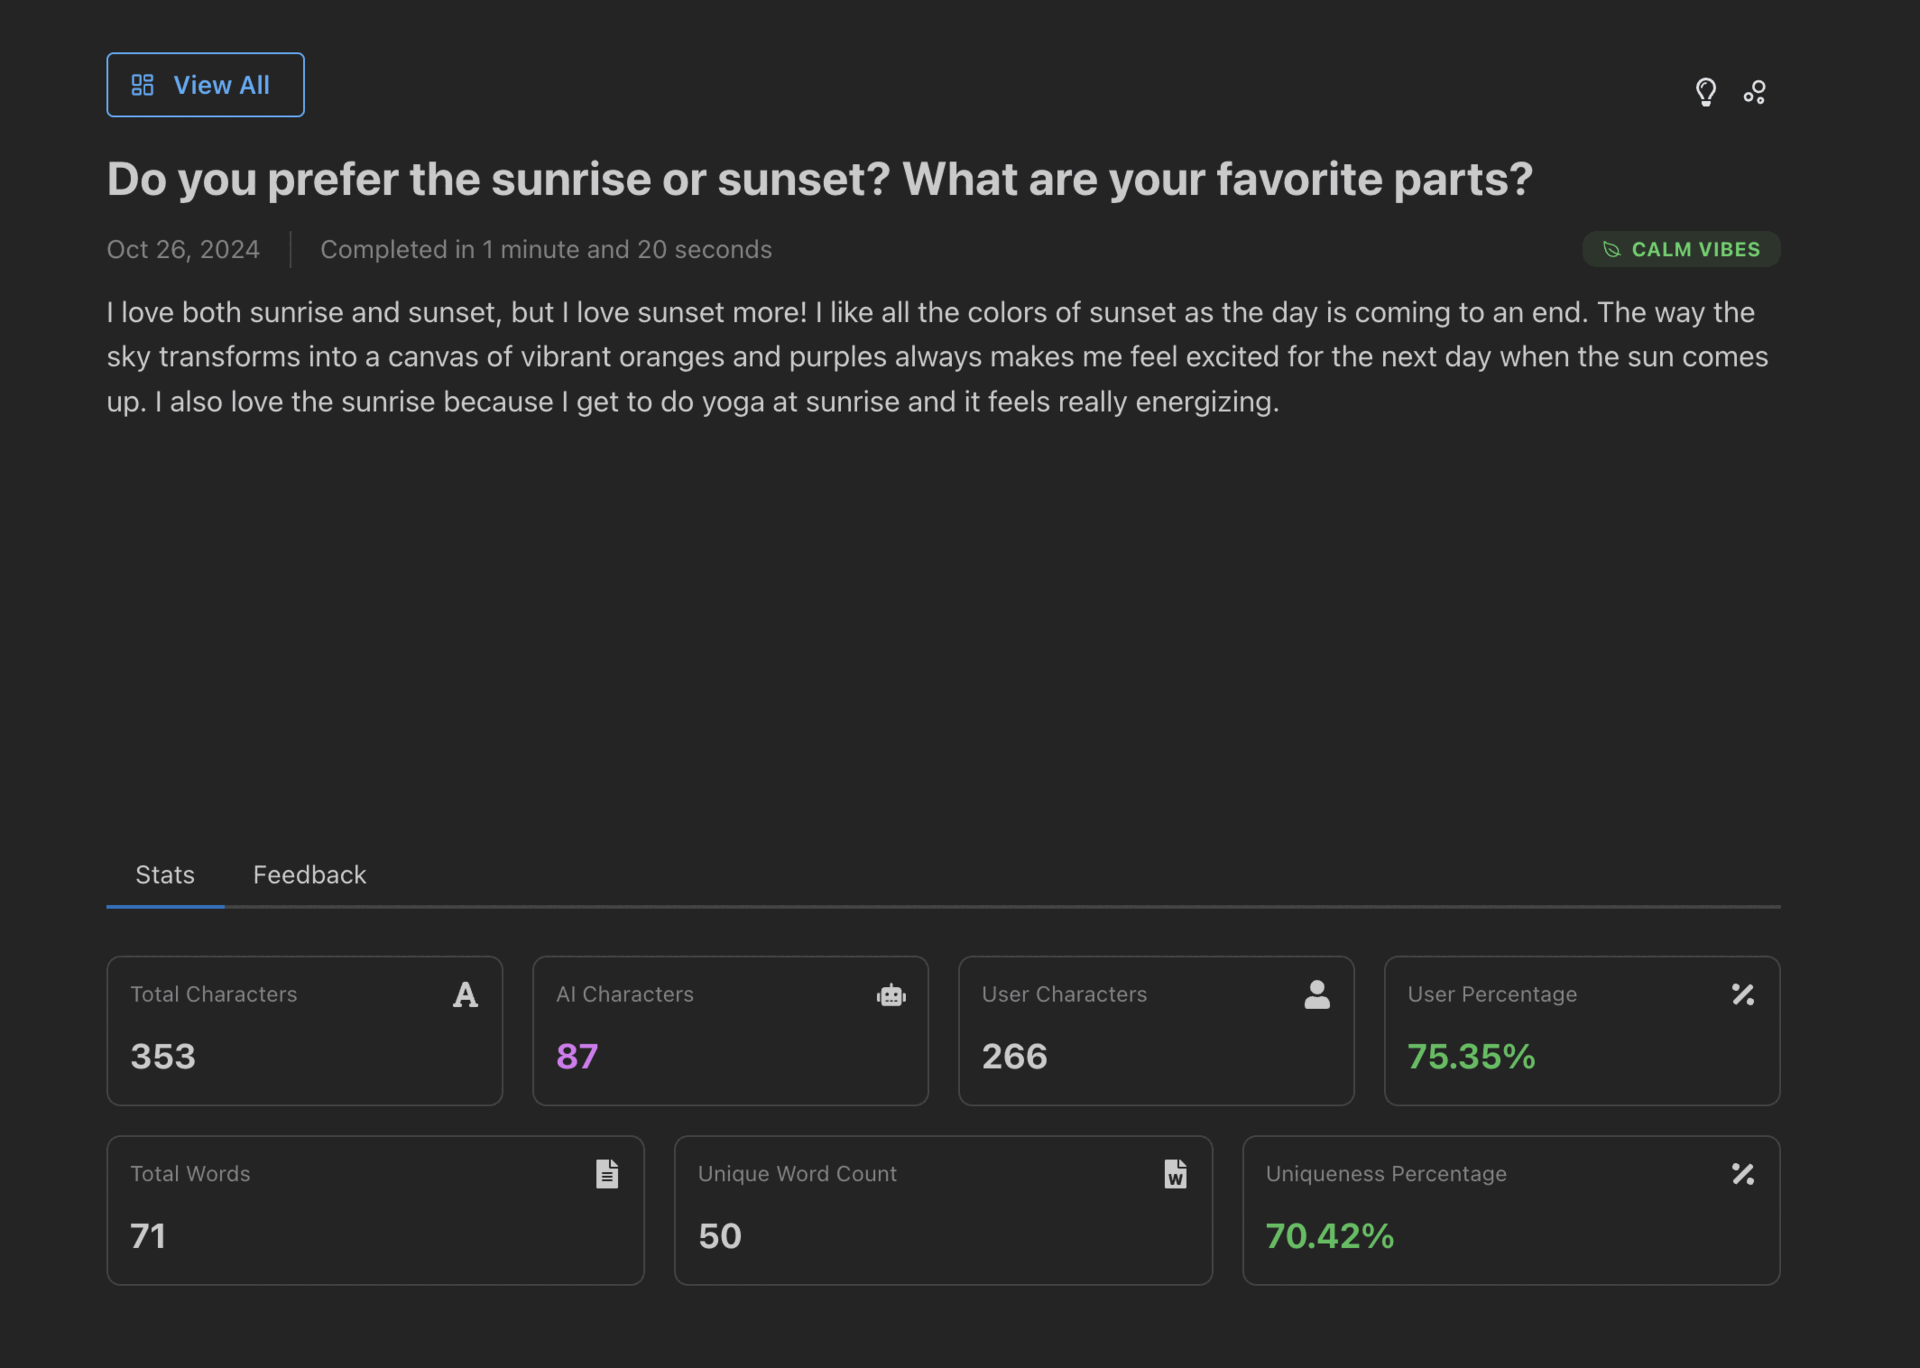 View All
Do you prefer the sunrise or sunset? What are your favorite parts?
Oct 26, 2024 Completed in 1 minute and 20 seconds CALM VIBES
I love both sunrise and sunset, but I love sunset more! I like all the colors of sunset as the day is coming to an end. The way the
sky transforms into a canvas of vibrant oranges and purples always makes me feel excited for the next day when the sun comes
up. I also love the sunrise because I get to do yoga at sunrise and it feels really energizing.
Stats Feedback
Total Characters A
353
AI Characters
87
User Characters
266
User Percentage %
75.35%
Total Words
71
Unique Word Count W
50
Uniqueness Percentage %
70.42%